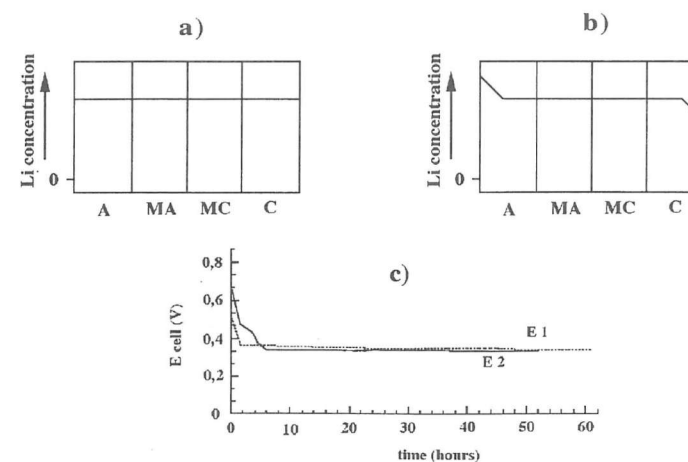 a)
Li concentration
0
A MA MC C
b)
Li concentration
0
A MA MC C
c)
E cell (V)
0,8
0,6
0,4
0,2
0
E 1
E 2
0 10 20 30 40 50 60
time (hours)